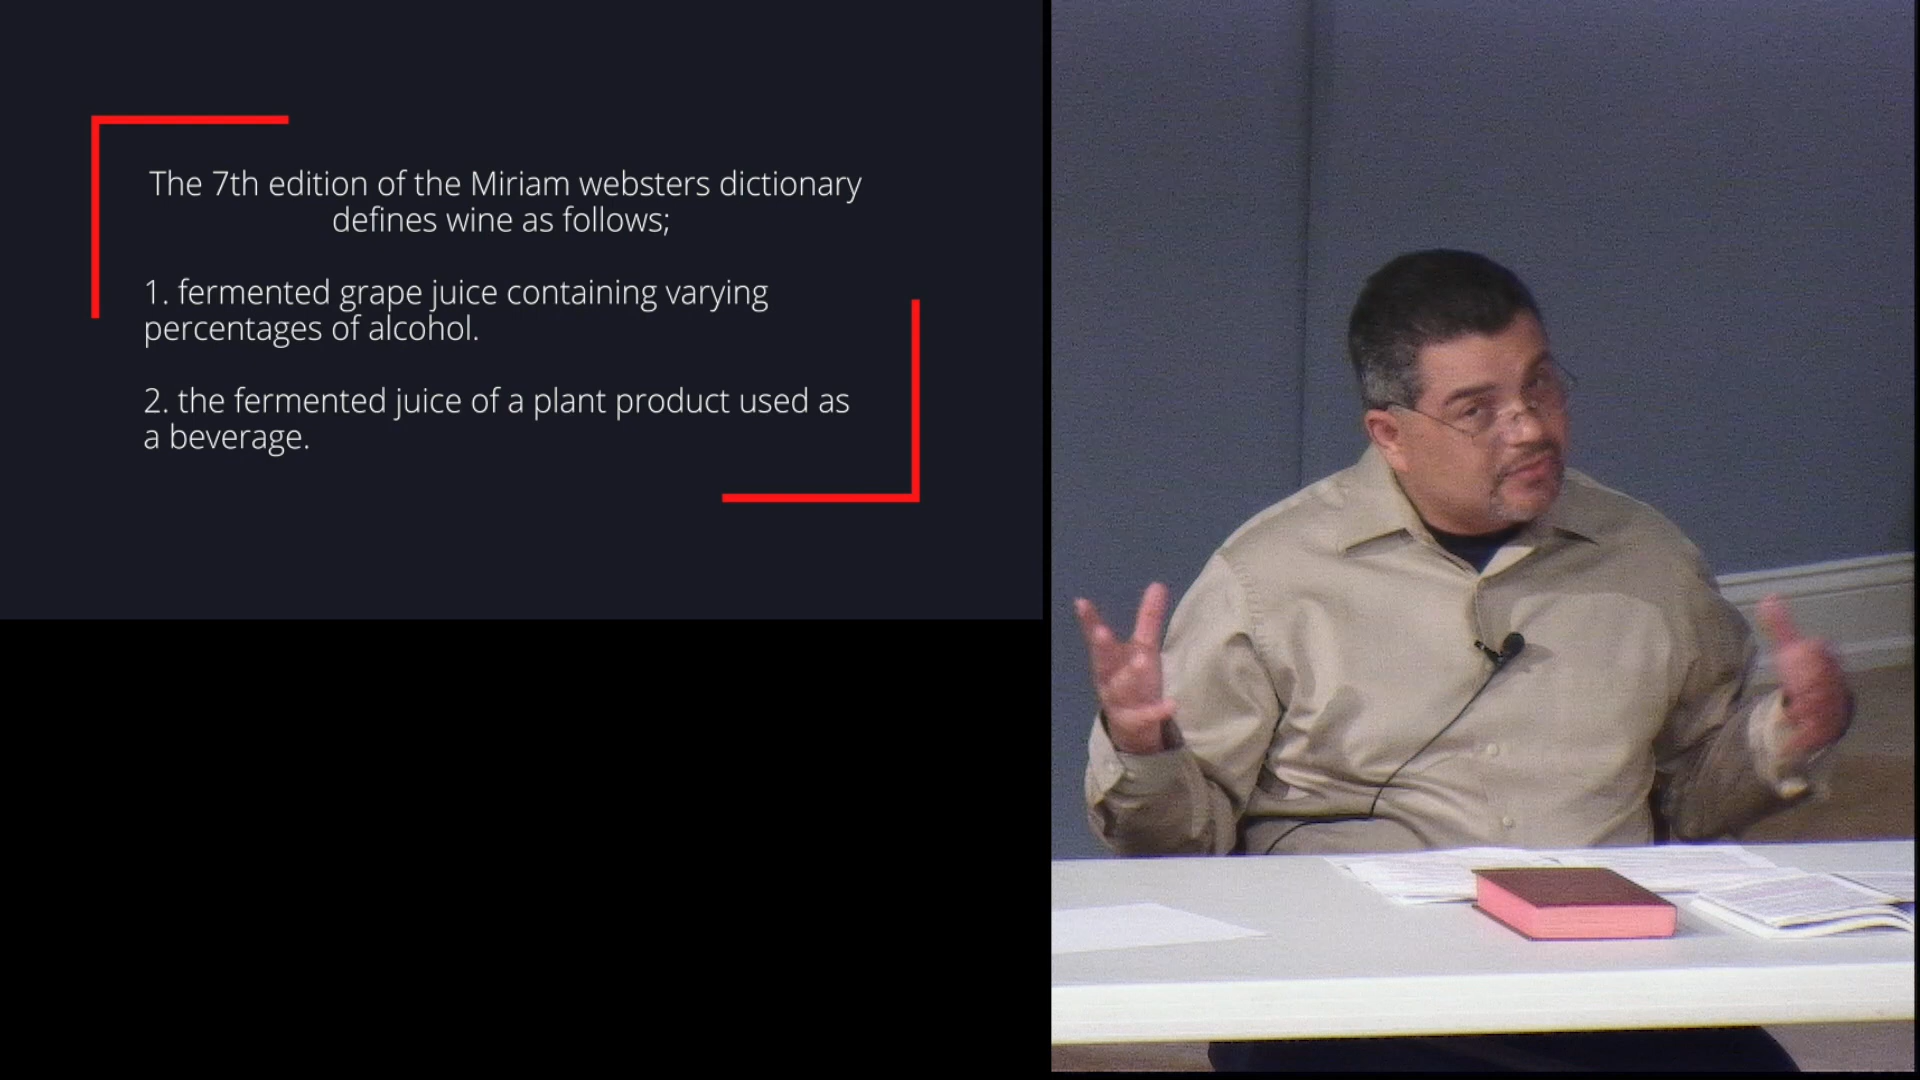 The 7th edition of the Miriam websters dictionary
defines wine as follows;
1. fermented grape juice containing varying
percentages of alcohol.
2. the fermented juice of a plant product used as
a beverage.